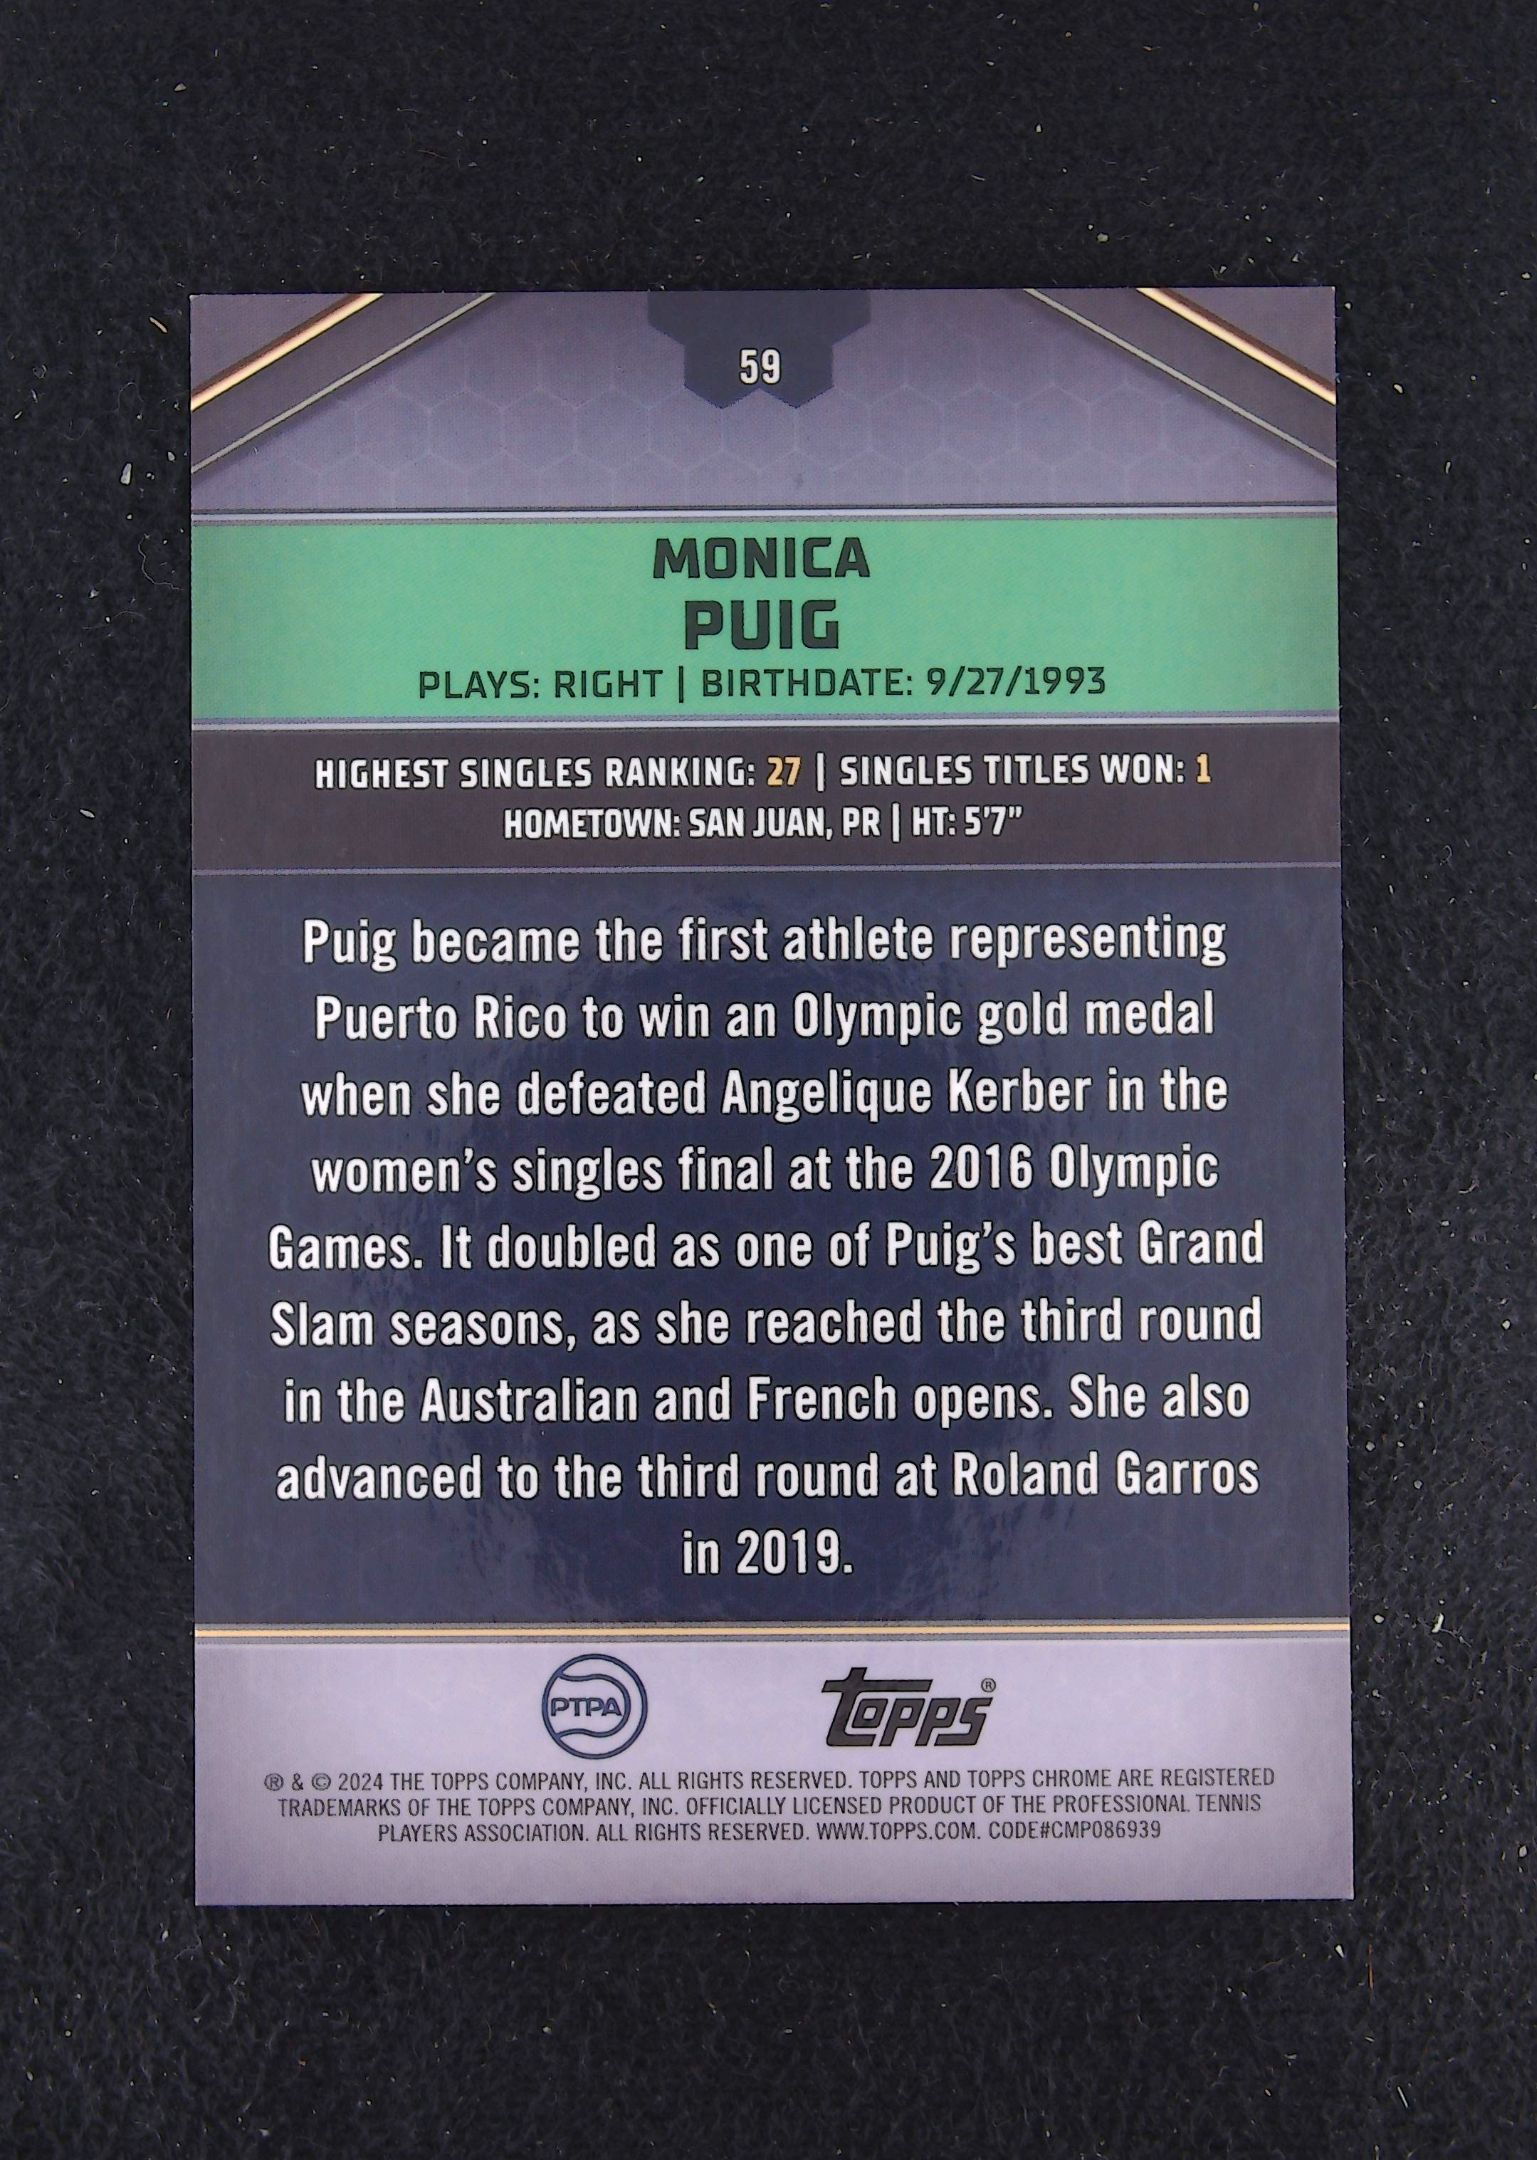 59
MONICA
PUIG
PLAYS: RIGHT | BIRTHDATE: 9/27/1993
HIGHEST SINGLES RANKING: 27 | SINGLES TITLES WON: 1
HOMETOWN: SAN JUAN, PR | HT: 5'7"
Puig became the first athlete representing
Puerto Rico to win an Olympic gold medal
when she defeated Angelique Kerber in the
women's singles final at the 2016 Olympic
Games. It doubled as one of Puig's best Grand
Slam seasons, as she reached the third round
in the Australian and French opens. She also
advanced to the third round at Roland Garros
in 2019.
PTPA
topps®
® & © 2024 THE TOPPS COMPANY, INC. ALL RIGHTS RESERVED. TOPPS AND TOPPS CHROME ARE REGISTERED
TRADEMARKS OF THE TOPPS COMPANY, INC. OFFICIALLY LICENSED PRODUCT OF THE PROFESSIONAL TENNIS
PLAYERS ASSOCIATION. ALL RIGHTS RESERVED. WWW.TOPPS.COM. CODE#CMP086939